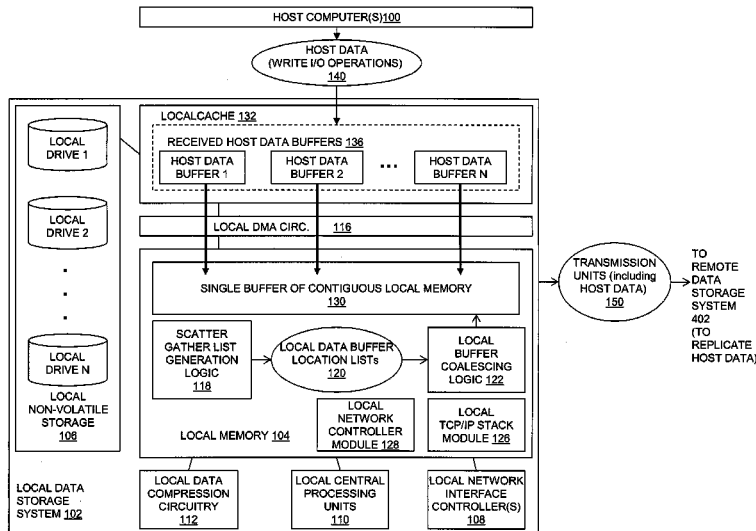 HOST COMPUTER(S)100
HOST DATA
(WRITE I/O OPERATIONS)
140
LOCALCACHE 132
RECEIVED HOST DATA BUFFERS 136
HOST DATA
BUFFER 1
HOST DATA
BUFFER 2
...
HOST DATA
BUFFER N
LOCAL
DRIVE 1
LOCAL
DRIVE 2
.
.
.
LOCAL
DRIVE N
LOCAL
NON-VOLATILE
STORAGE
106
LOCAL DMA CIRC. 116
SINGLE BUFFER OF CONTIGUOUS LOCAL MEMORY
130
SCATTER
GATHER LIST
GENERATION
LOGIC
118
LOCAL DATA BUFFER
LOCATION LISTs
120
LOCAL
BUFFER
COALESCING
LOGIC 122
LOCAL
NETWORK
CONTROLLER
MODULE 128
LOCAL
TCP/IP STACK
MODULE 126
LOCAL MEMORY 104
TRANSMISSION
UNITS (including
HOST DATA)
150
TO
REMOTE
DATA
STORAGE
SYSTEM
402
(TO
REPLICATE
HOST DATA)
LOCAL DATA
STORAGE
SYSTEM 102
LOCAL DATA
COMPRESSION
CIRCUITRY
112
LOCAL CENTRAL
PROCESSING
UNITS
110
LOCAL NETWORK
INTERFACE
CONTROLLER(S)
108